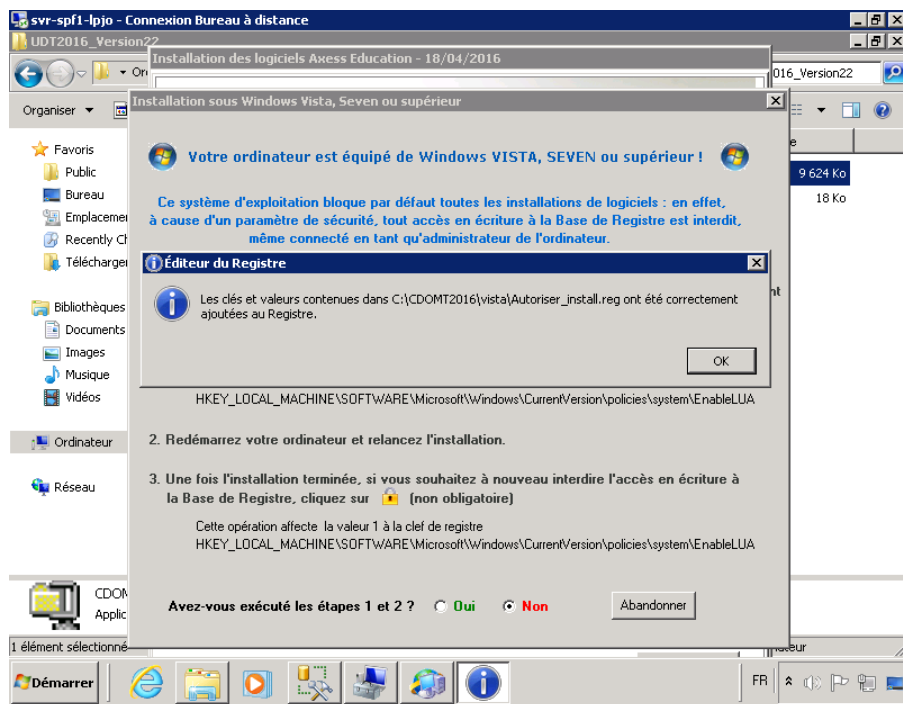 svr-spf1-lpjo - Connexion Bureau à distance
UDT2016_Version22
Installation des logiciels Axess Education - 18/04/2016
016_Version22
Organiser
Installation sous Windows Vista, Seven ou supérieur
Favoris
Public
Bureau
Recently
Bibliothèques
Documents
Images
Musique
Vidéos
Ordinateur
Réseau
9 624 Ko
18 Ko
Votre ordinateur est équipé de Windows VISTA, SEVEN ou supérieur !
Ce système d'exploitation bloque par défaut toutes les installations de logiciels : en effet,
à cause d'un paramètre de sécurité, tout accès en écriture à la Base de Registre est interdit,
même connecté en tant qu'administrateur de l'ordinateur.
Éditeur du Registre
Les clés et valeurs contenues dans C:\CDOMT2016\vista\Autoriser_install.reg ont été correctement
ajoutées au Registre.
OK
HKEY_LOCAL_MACHINE\SOFTWARE\Microsoft\Windows\CurrentVersion\policies\system\EnableLUA
2. Redémarrez votre ordinateur et relancez l'installation.
3. Une fois l'installation terminée, si vous souhaitez à nouveau interdire l'accès en écriture à
la Base de Registre, cliquez sur (non obligatoire)
Cette opération affecte la valeur 1 à la clef de registre
HKEY_LOCAL_MACHINE\SOFTWARE\Microsoft\Windows\CurrentVersion\policies\system\EnableLUA
Avez-vous exécuté les étapes 1 et 2 ? Oui Non Abandonner
1 élément sélectionné
Démarrer
FR